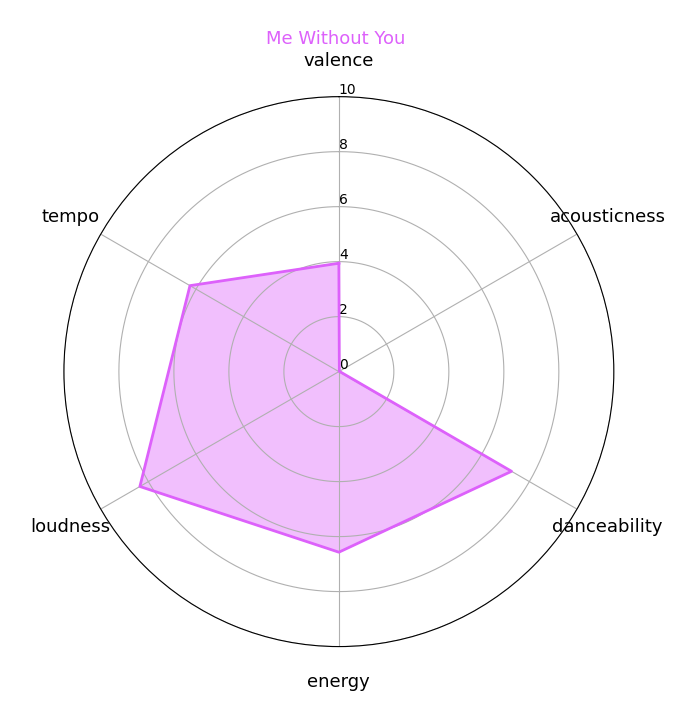 Me Without You
valence
10
8
6
4
2
0
tempo
acousticness
loudness
danceability
energy